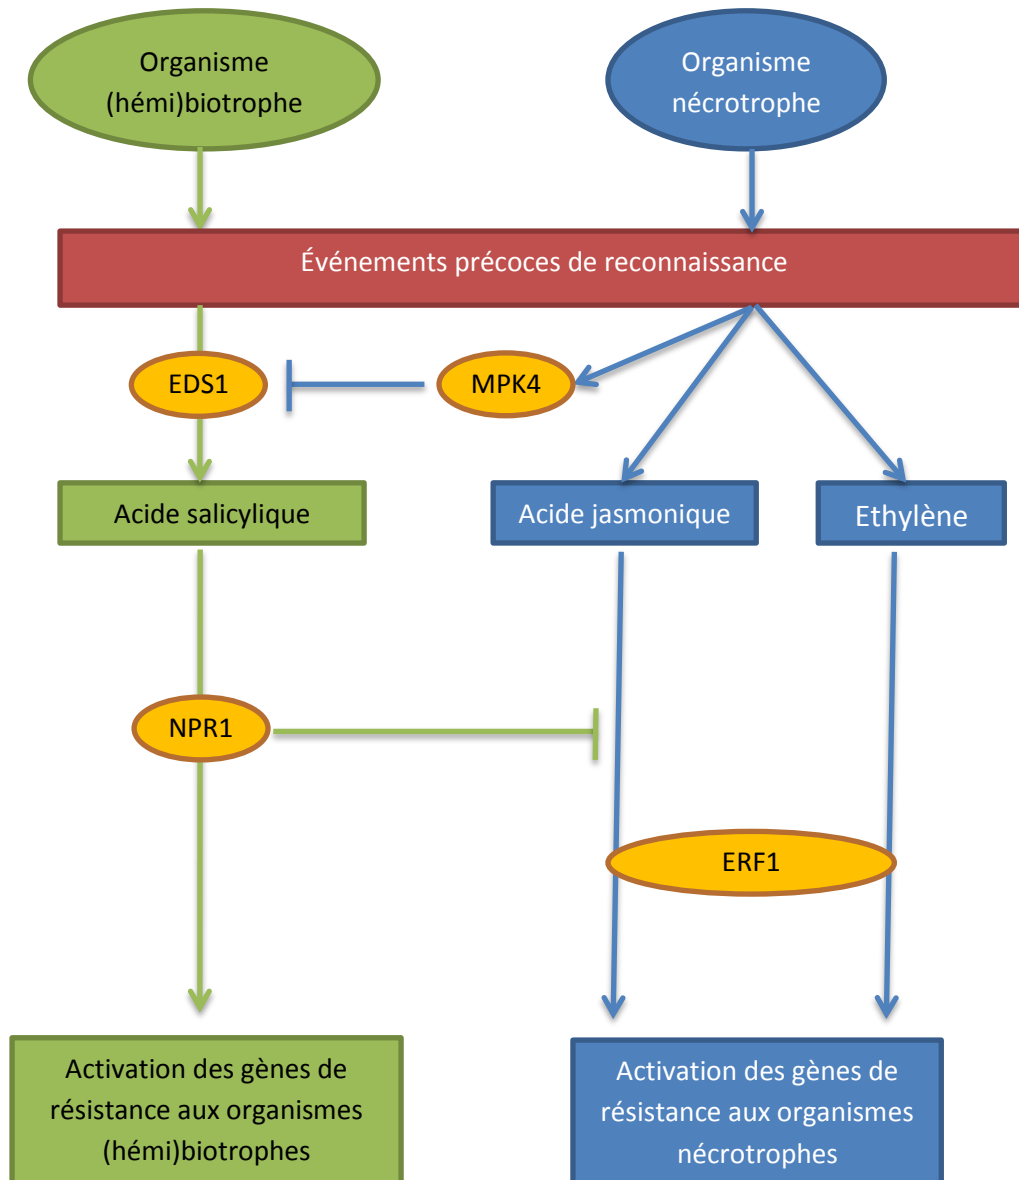 Organisme
(hémi)biotrophe
Organisme
nécrotrophe
Événements précoces de reconnaissance
EDS1
MPK4
Acide salicylique
Acide jasmonique
Ethylène
NPR1
ERF1
Activation des gènes de
résistance aux organismes
(hémi)biotrophes
Activation des gènes de
résistance aux organismes
nécrotrophes